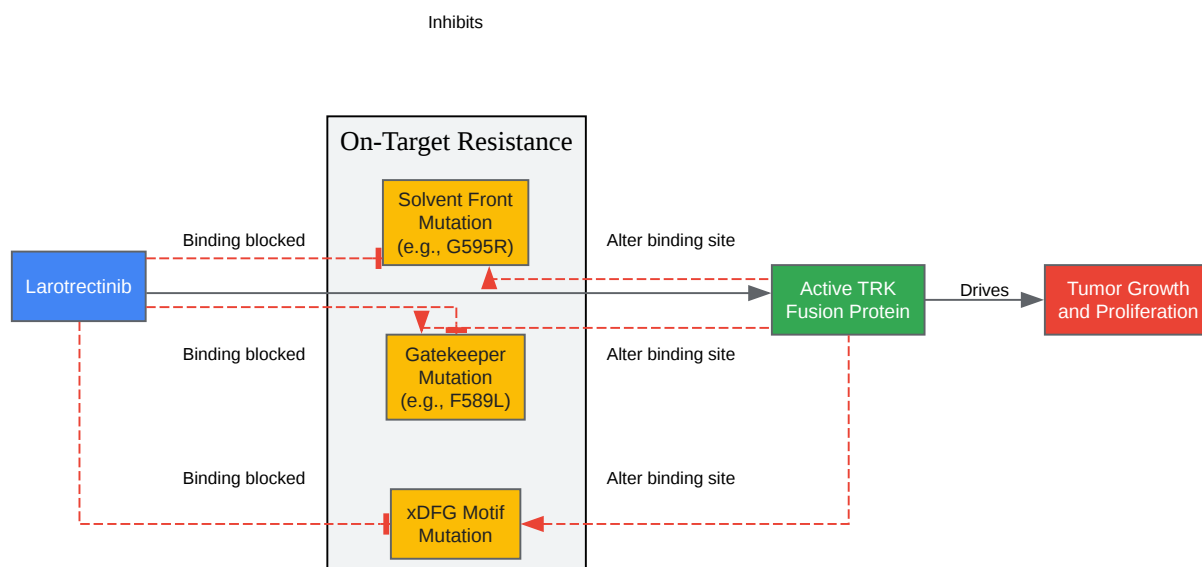 Inhibits
On-Target Resistance
Solvent Front
Mutation
(e.g., G595R)
Binding blocked
Alter binding site
Larotrectinib
Active TRK
Fusion Protein
Drives
Tumor Growth
and Proliferation
Binding blocked
Gatekeeper
Mutation
(e.g., F589L)
Alter binding site
Binding blocked
Alter binding site
xDFG Motif
Mutation